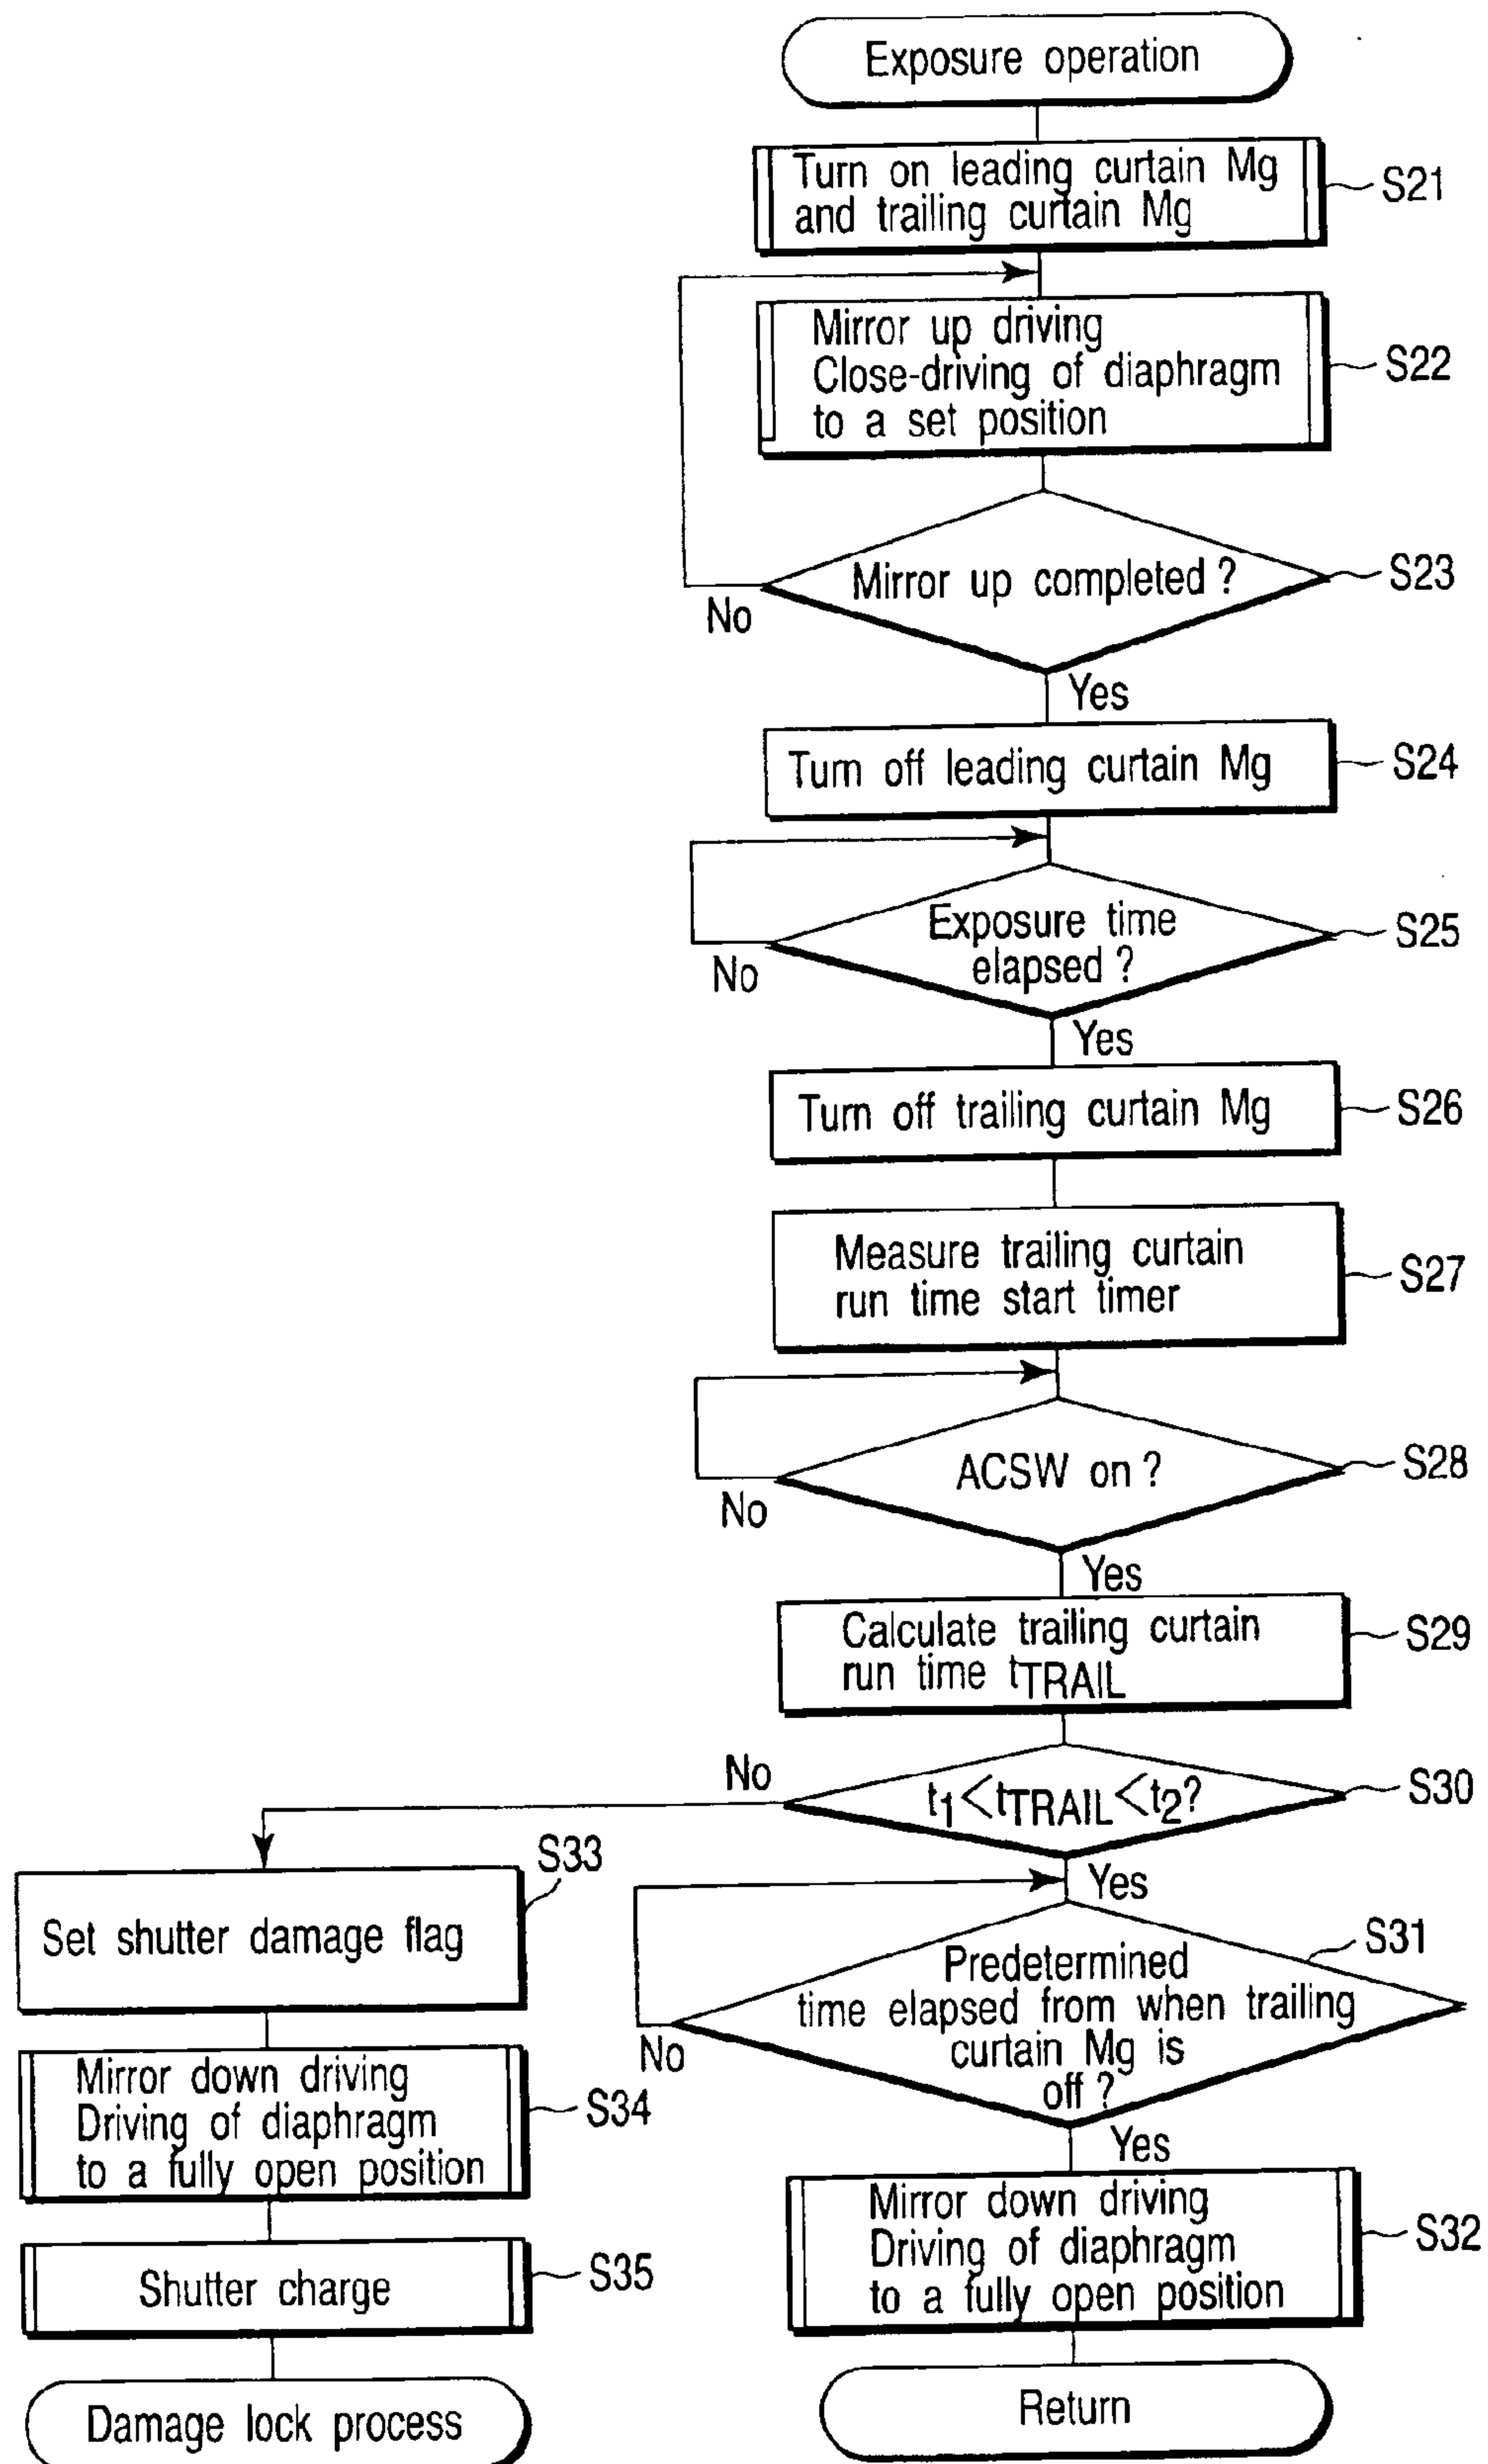 Exposure operation
Turn on leading curtain Mg
and trailing curtain Mg
S21
Mirror up driving
Close-driving of diaphragm
to a set position
S22
Mirror up completed?
S23
No
Yes
Turn off leading curtain Mg
S24
Exposure time
elapsed?
S25
No
Yes
Turn off trailing curtain Mg
S26
Measure trailing curtain
run time start timer
S27
ACSW on?
S28
No
Yes
Calculate trailing curtain
run time tTRAIL
S29
t1<tTRAIL<t2?
S30
No
Yes
Predetermined
time elapsed from when trailing
curtain Mg is
off?
S31
No
Yes
Mirror down driving
Driving of diaphragm
to a fully open position
S32
Return
Set shutter damage flag
S33
Mirror down driving
Driving of diaphragm
to a fully open position
S34
Shutter charge
S35
Damage lock process